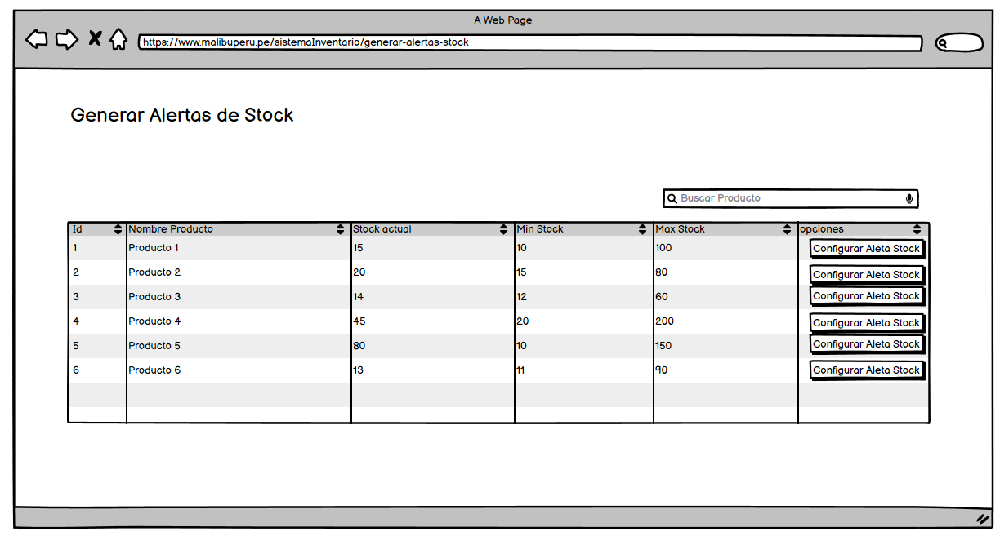 A Web Page
https://www.malibuperu.pe/sistemaInventario/generar-alertas-stock
Generar Alertas de Stock
Buscar Producto
Id Nombre Producto Stock actual Min Stock Max Stock opciones
1 Producto 1 15 10 100 Configurar Aleta Stock
2 Producto 2 20 15 80 Configurar Aleta Stock
3 Producto 3 14 12 60 Configurar Aleta Stock
4 Producto 4 45 20 200 Configurar Aleta Stock
5 Producto 5 80 10 150 Configurar Aleta Stock
6 Producto 6 13 11 90 Configurar Aleta Stock